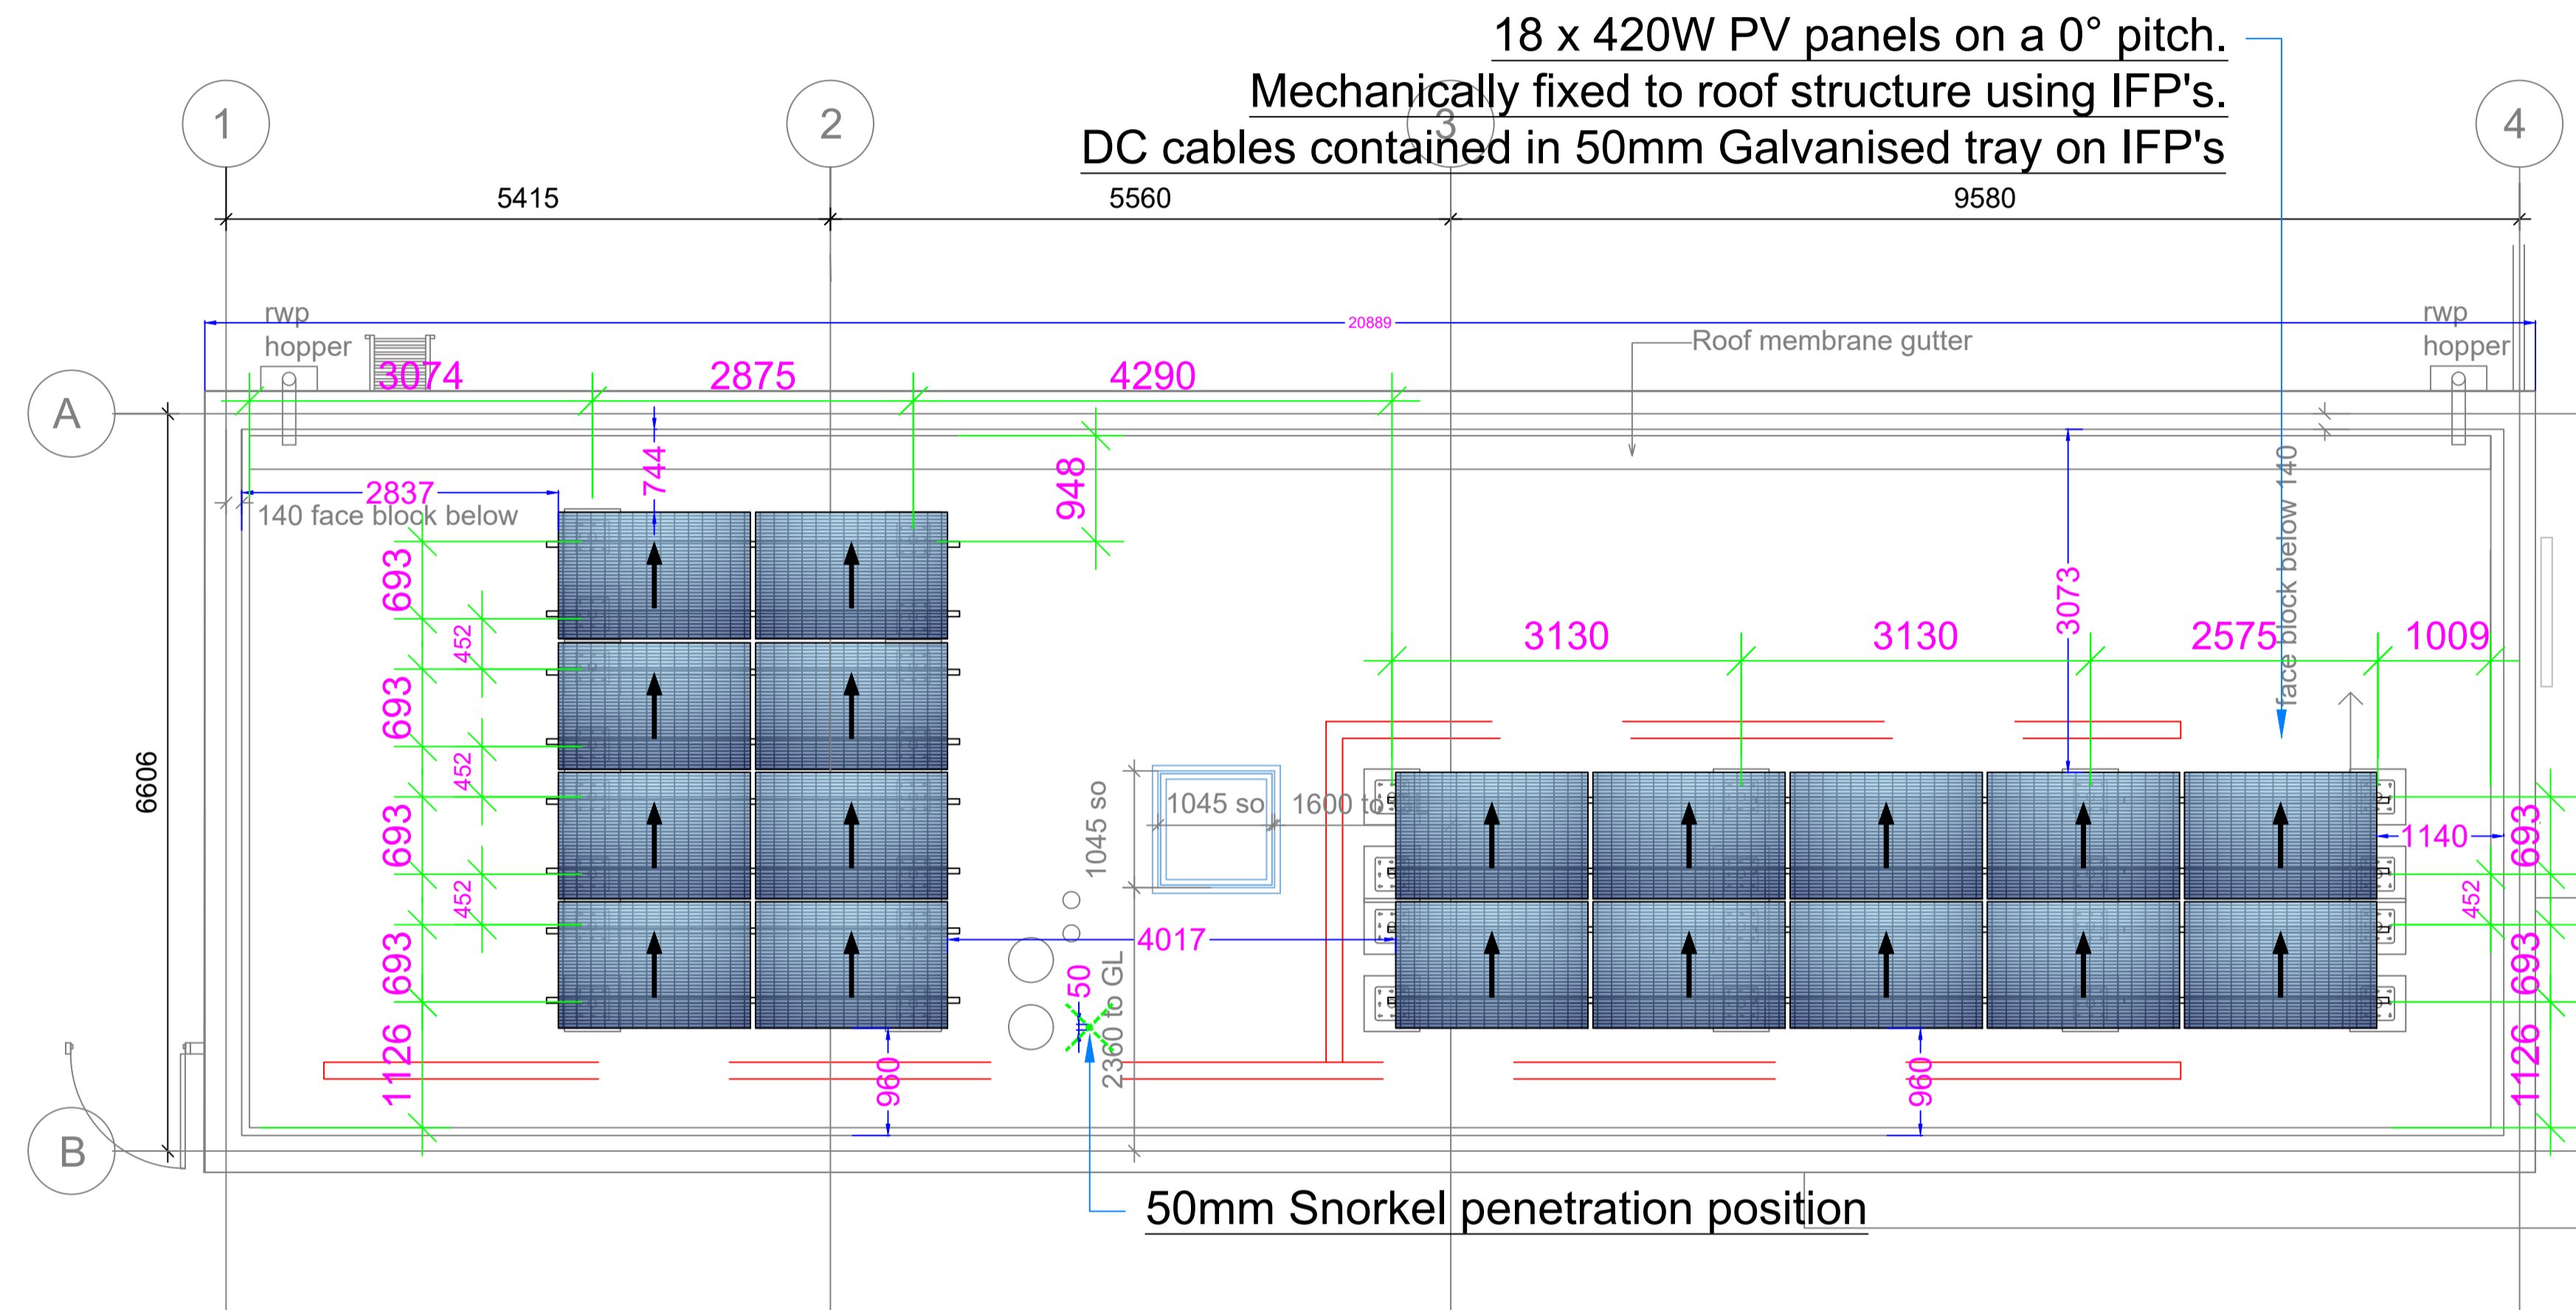 18 x 420W PV panels on a 0° pitch.
Mechanically fixed to roof structure using IFP's.
DC cables contained in 50mm Galvanised tray on IFP's
1
2
3
4
5415
5560
9580
rwp
hopper
20889
rwp
hopper
Roof membrane gutter
3074
2875
4290
A
744
948
2837
140 face block below
face block below 140
693
452
3073
3130
3130
2575
1009
693
452
6606
1045 so
1045 so
1600 to
693
1140
693
452
452
693
4017
50
2360 to GL
693
1126
960
960
1126
B
50mm Snorkel penetration position